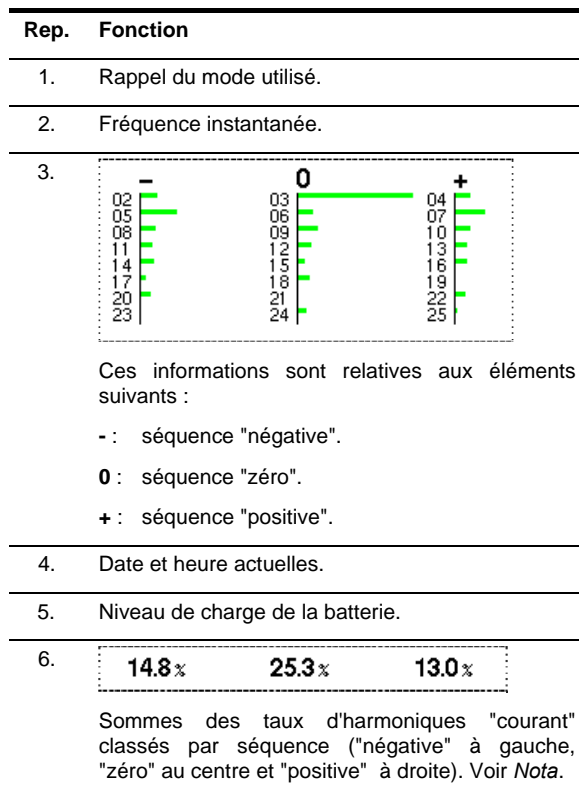 Rep. Fonction
1. Rappel du mode utilisé.
2. Fréquence instantanée.
3.
- 0 +
02 03 04
05 06 07
08 09 10
11 12 13
14 15 16
17 18 19
20 21 22
23 24 25
Ces informations sont relatives aux éléments
suivants :
- : séquence "négative".
0 : séquence "zéro".
+ : séquence "positive".
4. Date et heure actuelles.
5. Niveau de charge de la batterie.
6. 14.8 % 25.3 % 13.0 %
Sommes des taux d'harmoniques "courant"
classés par séquence ("négative" à gauche,
"zéro" au centre et "positive" à droite). Voir Nota.